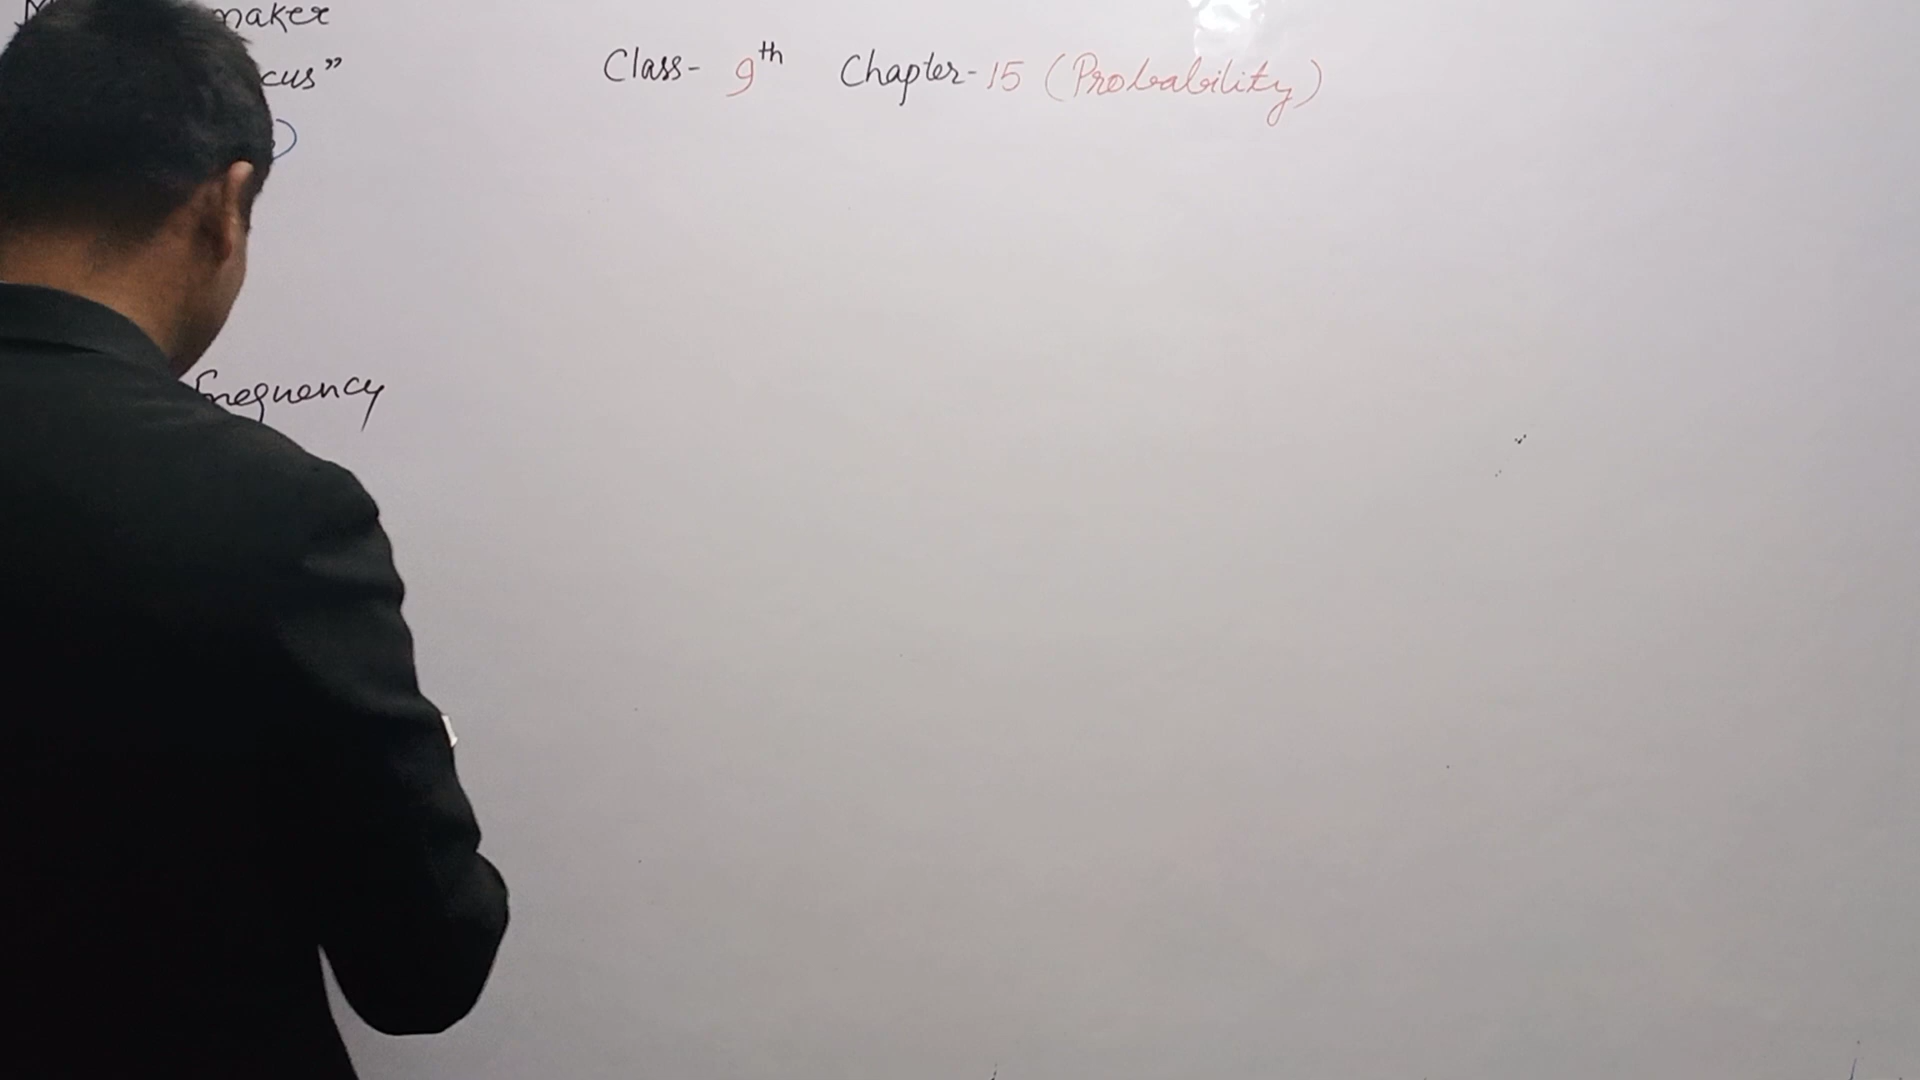 maker
cus”
Class- 9th Chapter-15 (Probability)
frequency